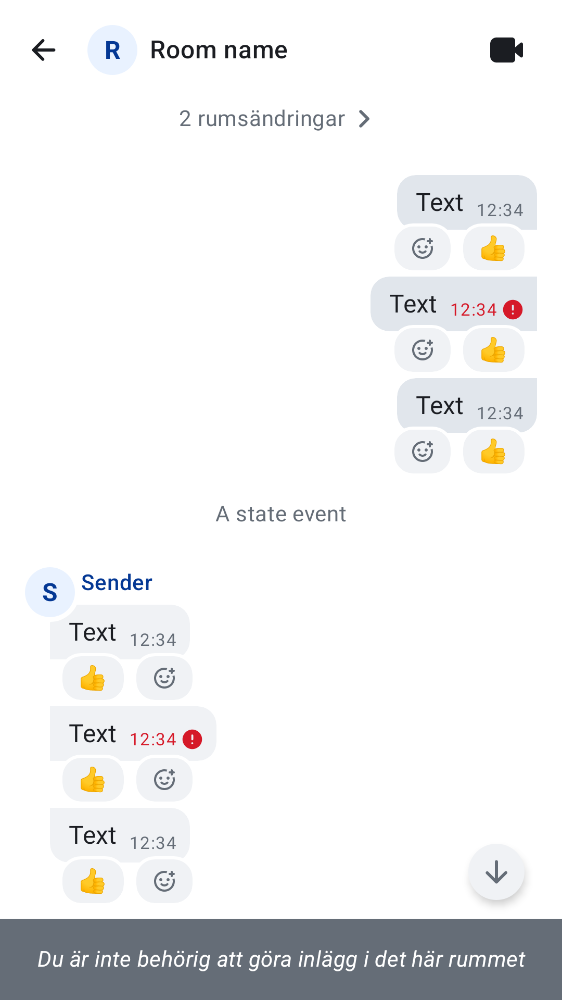 R Room name
2 rumsändringar
Text 12:34
Text 12:34
Text 12:34
A state event
S Sender
Text 12:34
Text 12:34
Text 12:34
Du är inte behörig att göra inlägg i det här rummet